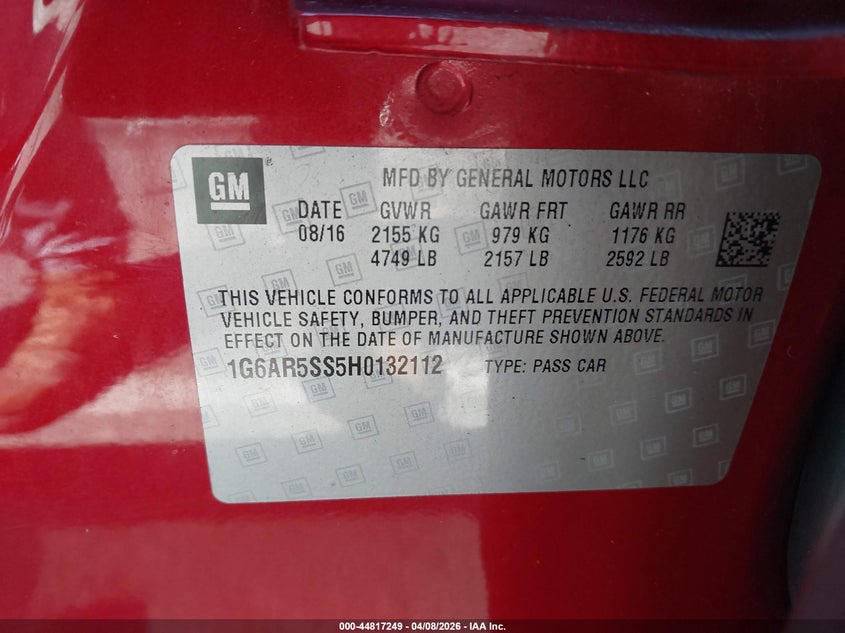 GM
MFD BY GENERAL MOTORS LLC
DATE GVWR GAWR FRT GAWR RR
08/16 2155 KG 979 KG 1176 KG
4749 LB 2157 LB 2592 LB
THIS VEHICLE CONFORMS TO ALL APPLICABLE U.S. FEDERAL MOTOR
VEHICLE SAFETY, BUMPER, AND THEFT PREVENTION STANDARDS IN
EFFECT ON THE DATE OF MANUFACTURE SHOWN ABOVE.
1G6AR5SS5H0132112 TYPE: PASS CAR
000-44817249 | 04/08/2026 | IAA Inc.